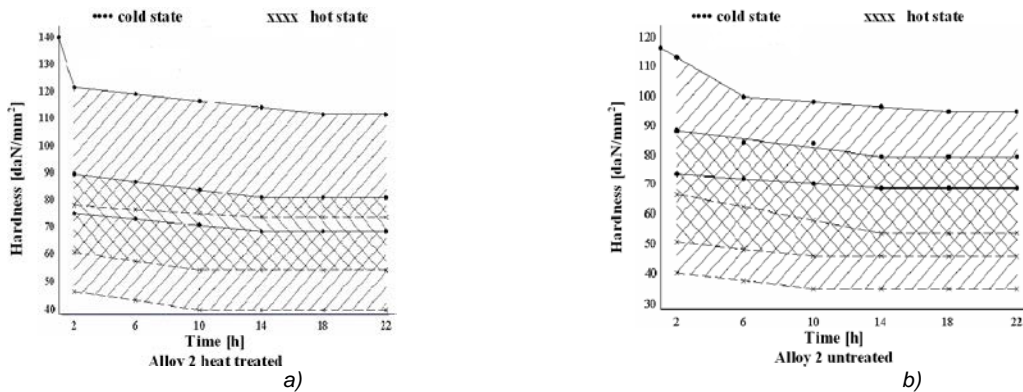 •••• cold state xxxx hot state
Hardness [daN/mm²]
140
130
120
110
100
90
80
70
60
50
40
2 6 10 14 18 22
Time [h]
Alloy 2 heat treated
a)
•••• cold state xxxx hot state
Hardness [daN/mm²]
120
110
100
90
80
70
60
50
40
30
2 6 10 14 18 22
Time [h]
Alloy 2 untreated
b)